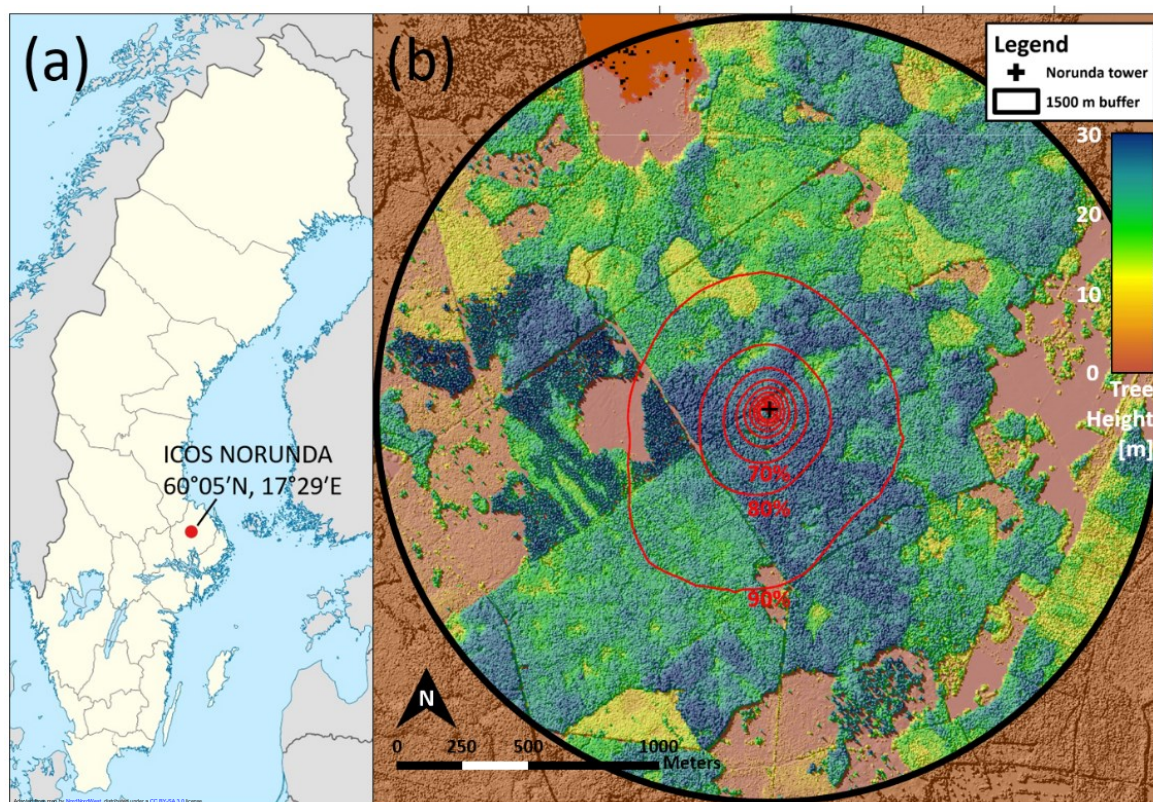 (a)
ICOS NORUNDA
60°05′N, 17°29′E
(b)
Legend
Norunda tower
1500 m buffer
30
20
10
0
Tree
Height
[m]
70%
80%
90%
N
0 250 500 1000
Meters